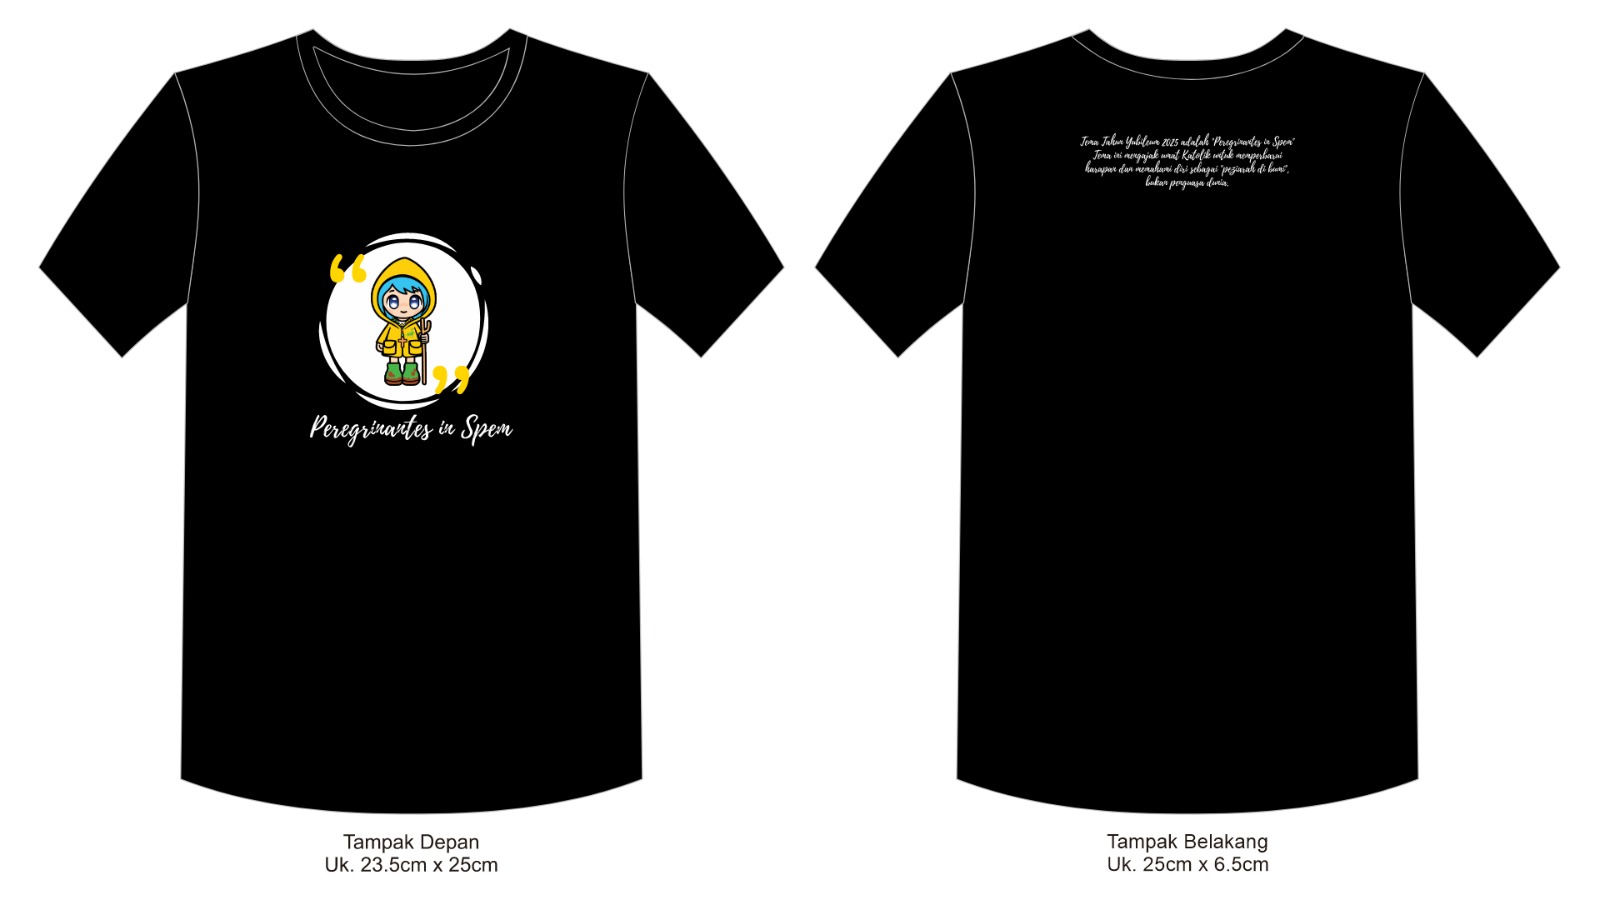 Peregrinantes in Spem
Tampak Depan
Uk. 23.5cm x 25cm
Tema Tahun Yubileum 2025 adalah "Peregrinantes in Spem"
Tema ini mengajak umat Katolik untuk memperbarui
harapan dan memahami diri sebagai "peziarah di bumi",
bukan penguasa dunia.
Tampak Belakang
Uk. 25cm x 6.5cm